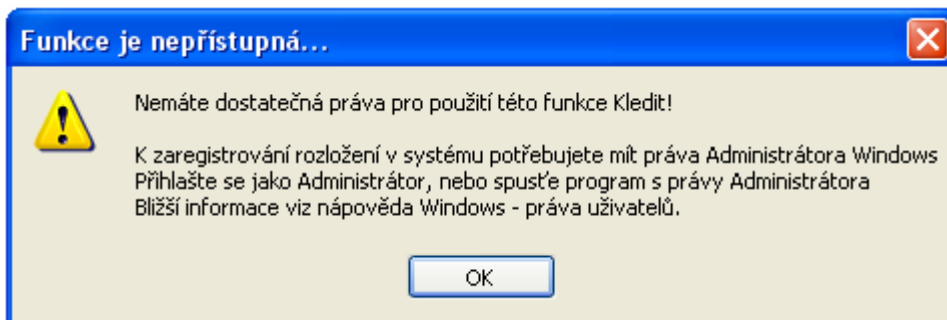 Funkce je nepřístupná...
Nemáte dostatečná práva pro použití této funkce Kledit!
K zaregistrování rozložení v systému potřebujete mít práva Administrátora Windows
Přihlašte se jako Administrátor, nebo spusťe program s právy Administrátora
Bližší informace viz nápověda Windows - práva uživatelů.
OK